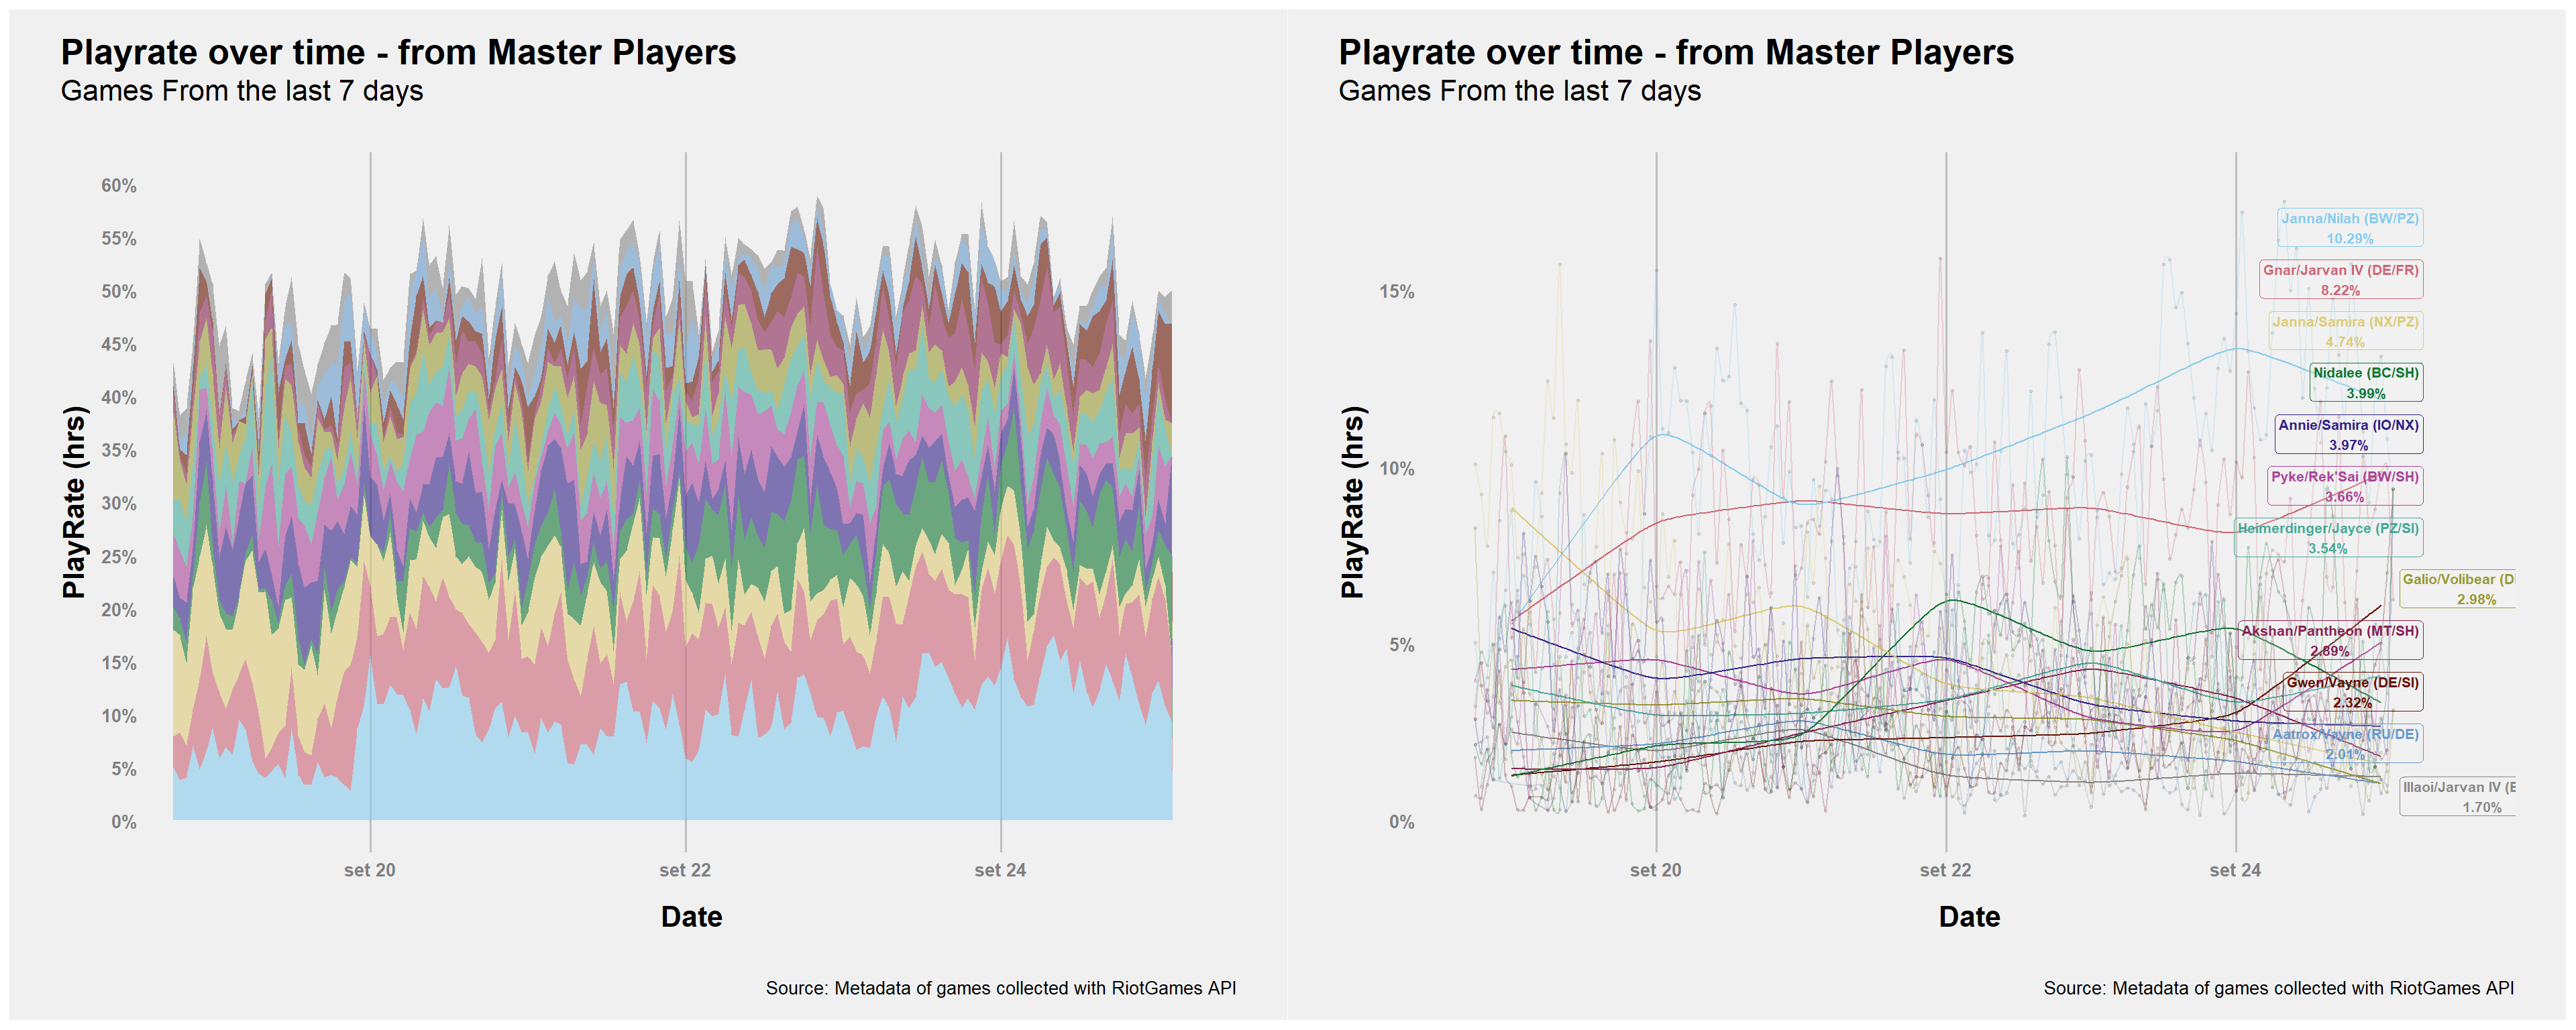 Playrate over time - from Master Players
Games From the last 7 days
PlayRate (hrs)
60%
55%
50%
45%
40%
35%
30%
25%
20%
15%
10%
5%
0%
set 20
set 22
set 24
Date
Source: Metadata of games collected with RiotGames API
Playrate over time - from Master Players
Games From the last 7 days
PlayRate (hrs)
15%
10%
5%
0%
Janna/Nilah (BW/PZ)
10.29%
Gnar/Jarvan IV (DE/FR)
8.22%
Janna/Samira (NX/PZ)
4.74%
Nidalee (BC/SH)
3.99%
Annie/Samira (IO/NX)
3.97%
Pyke/Rek'Sai (BW/SH)
3.66%
Heimerdinger/Jayce (PZ/SI)
3.54%
Galio/Volibear (D
2.98%
Akshan/Pantheon (MT/SH)
2.89%
Gwen/Vayne (DE/SI)
2.32%
Aatrox/Vayne (RU/DE)
2.01%
Illaoi/Jarvan IV (
1.70%
set 20
set 22
set 24
Date
Source: Metadata of games collected with RiotGames API